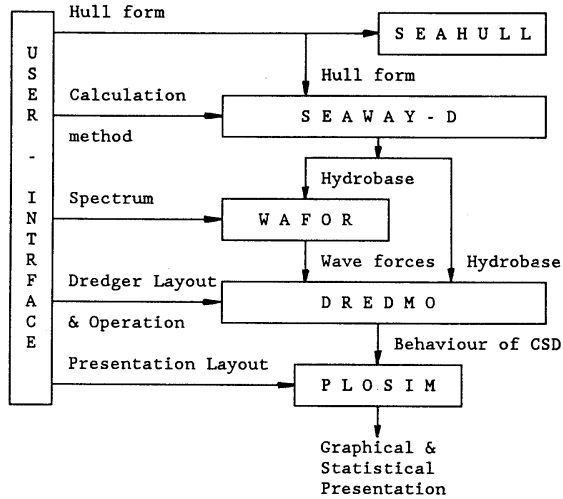 U S E R - I N T R F A C E
Hull form
S E A H U L L
Hull form
Calculation
method
S E A W A Y - D
Hydrobase
Spectrum
W A F O R
Wave forces
Hydrobase
Dredger Layout
& Operation
D R E D M O
Behaviour of CSD
Presentation Layout
P L O S I M
Graphical &
Statistical
Presentation